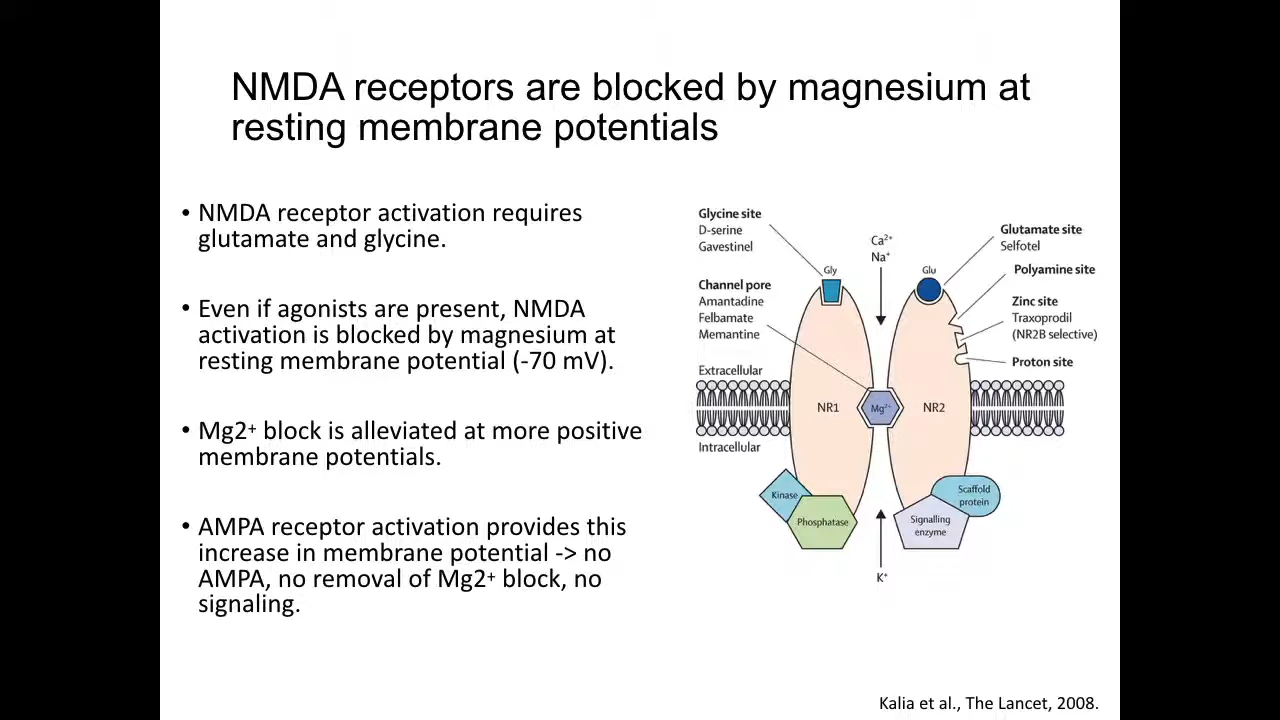 NMDA receptors are blocked by magnesium at
resting membrane potentials
• NMDA receptor activation requires
glutamate and glycine.
• Even if agonists are present, NMDA
activation is blocked by magnesium at
resting membrane potential (-70 mV).
• Mg2⁺ block is alleviated at more positive
membrane potentials.
• AMPA receptor activation provides this
increase in membrane potential -> no
AMPA, no removal of Mg2⁺ block, no
signaling.
Glycine site
D-serine
Gavestinel
Channel pore
Amantadine
Felbamate
Memantine
Extracellular
Intracellular
Gly
Ca²⁺
Na⁺
Glu
Glutamate site
Selfotel
Polyamine site
Zinc site
Traxoprodil
(NR2B selective)
Proton site
NR1
Mg²⁺
NR2
Kinase
Phosphatase
Scaffold
protein
Signalling
enzyme
K⁺
Kalia et al., The Lancet, 2008.